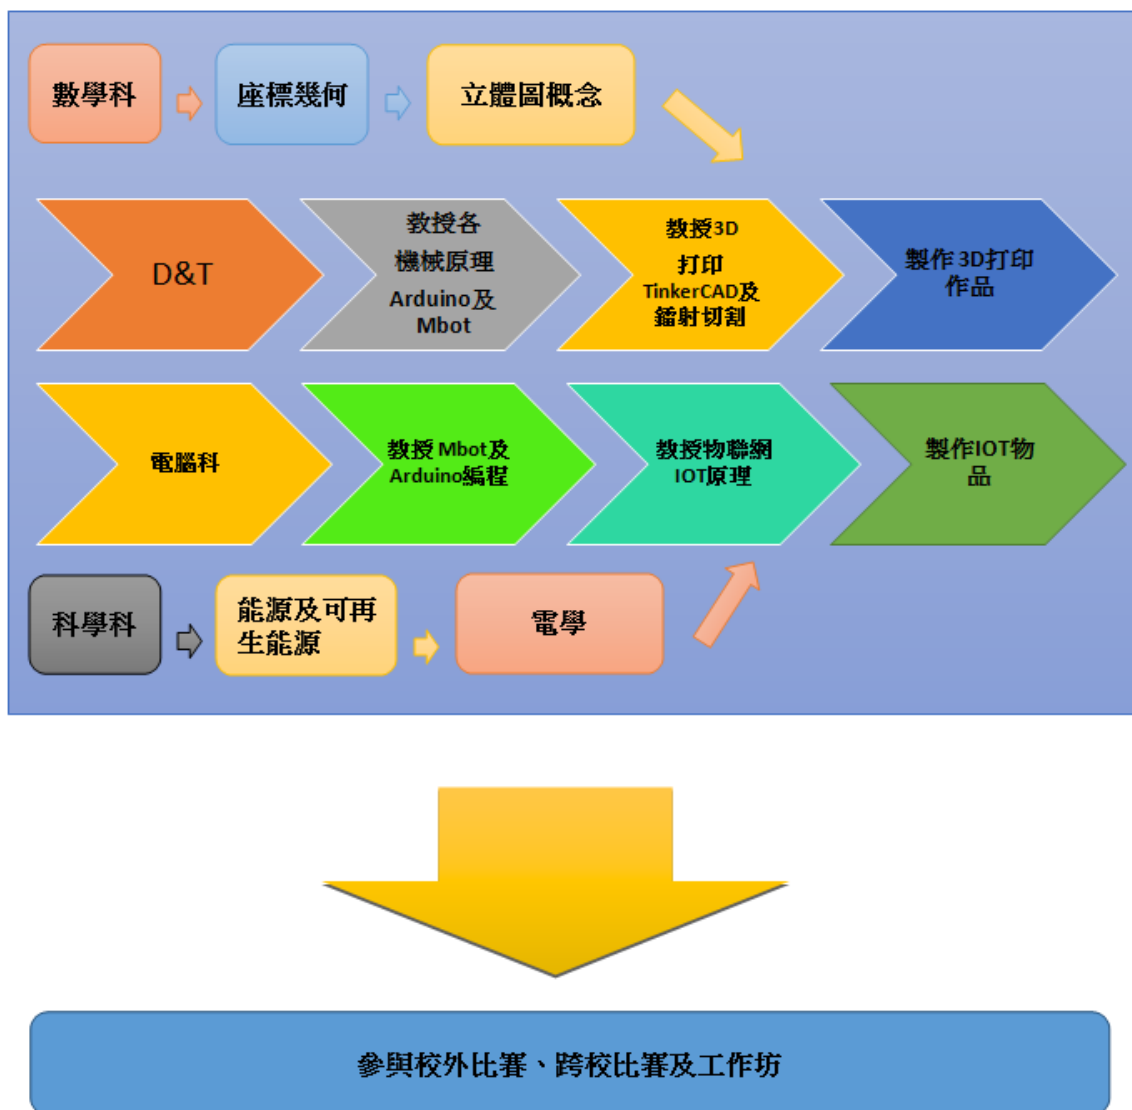 數學科
座標幾何
立體圖概念
D&T
教授各
機械原理
Arduino及
Mbot
教授3D
打印
TinkerCAD及
鐳射切割
製作 3D打印
作品
電腦科
教授 Mbot及
Arduino編程
教授物聯網
IOT原理
製作IOT物
品
科學科
能源及可再
生能源
電學
參與校外比賽、跨校比賽及工作坊